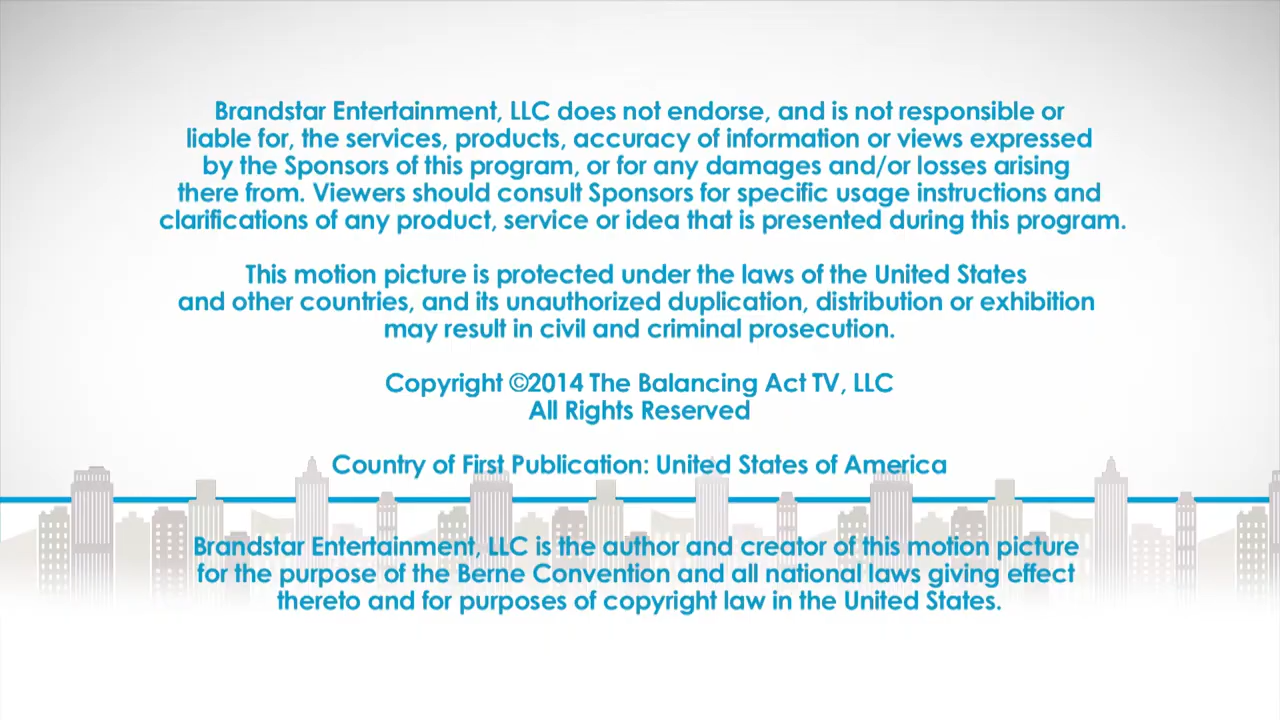 Brandstar Entertainment, LLC does not endorse, and is not responsible or
liable for, the services, products, accuracy of information or views expressed
by the Sponsors of this program, or for any damages and/or losses arising
there from. Viewers should consult Sponsors for specific usage instructions and
clarifications of any product, service or idea that is presented during this program.
This motion picture is protected under the laws of the United States
and other countries, and its unauthorized duplication, distribution or exhibition
may result in civil and criminal prosecution.
Copyright ©2014 The Balancing Act TV, LLC
All Rights Reserved
Country of First Publication: United States of America
Brandstar Entertainment, LLC is the author and creator of this motion picture
for the purpose of the Berne Convention and all national laws giving effect
thereto and for purposes of copyright law in the United States.